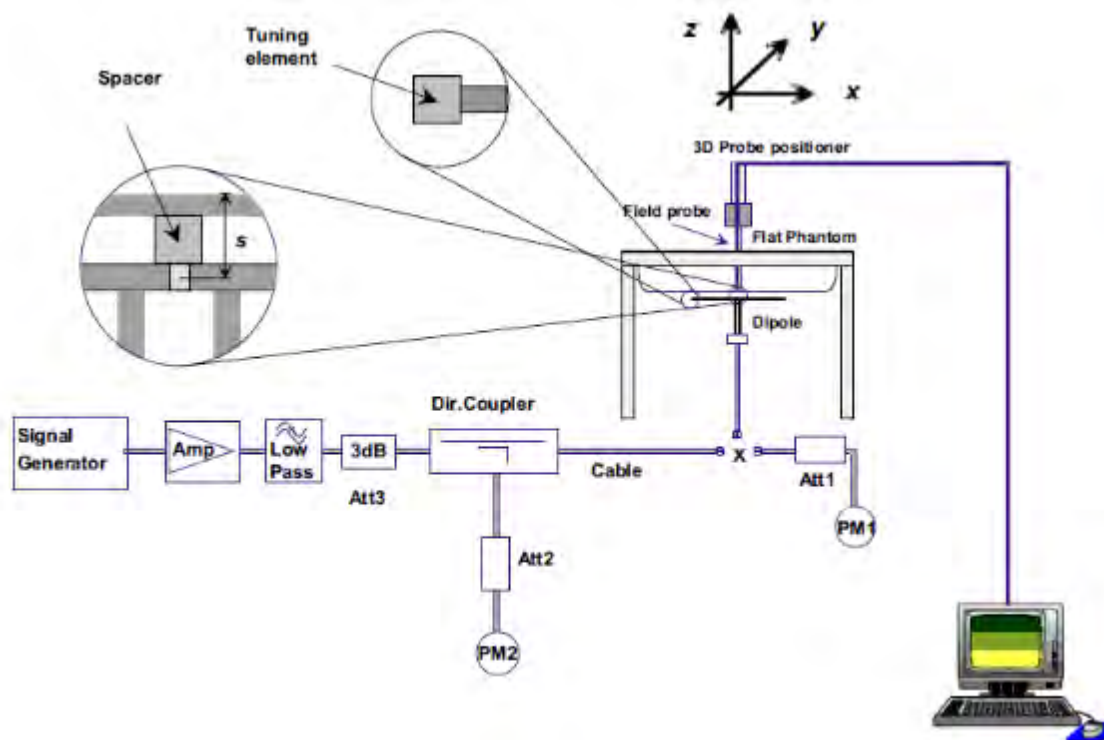 Tuning
element
Spacer
z
y
x
3D Probe positioner
Field probe
Flat Phantom
s
Dipole
Dir.Coupler
Signal
Generator
Amp
Low
Pass
3dB
Att3
Cable
X
Att1
PM1
Att2
PM2